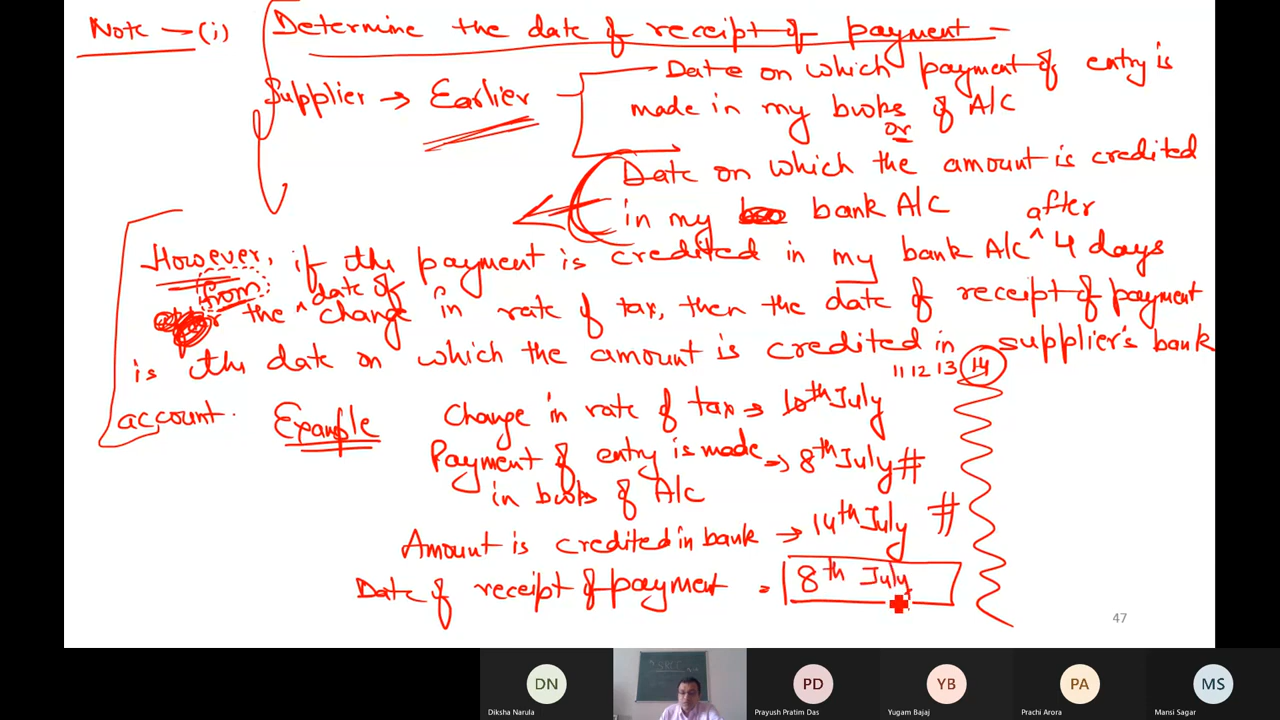 Note → (i) Determine the date of receipt of payment -
Supplier → Earlier
Date on which payment of entry is
made in my books of A/C
or
Date on which the amount is credited
in my bank A/C
However, if the payment is credited in my bank A/C ^ after 4 days
from the ^ date of change in rate of tax, then the date of receipt of payment
is the date on which the amount is credited in supplier's bank
account.
11 12 13 14
Example
Change in rate of tax → 10th July
Payment of entry is made → 8th July #
in books of A/C
Amount is credited in bank → 14th July #
Date of receipt of payment = 8th July
47
DN
PD
YB
PA
MS
Diksha Narula
Prayush Pratim Das
Yugam Bajaj
Prachi Arora
Mansi Sagar